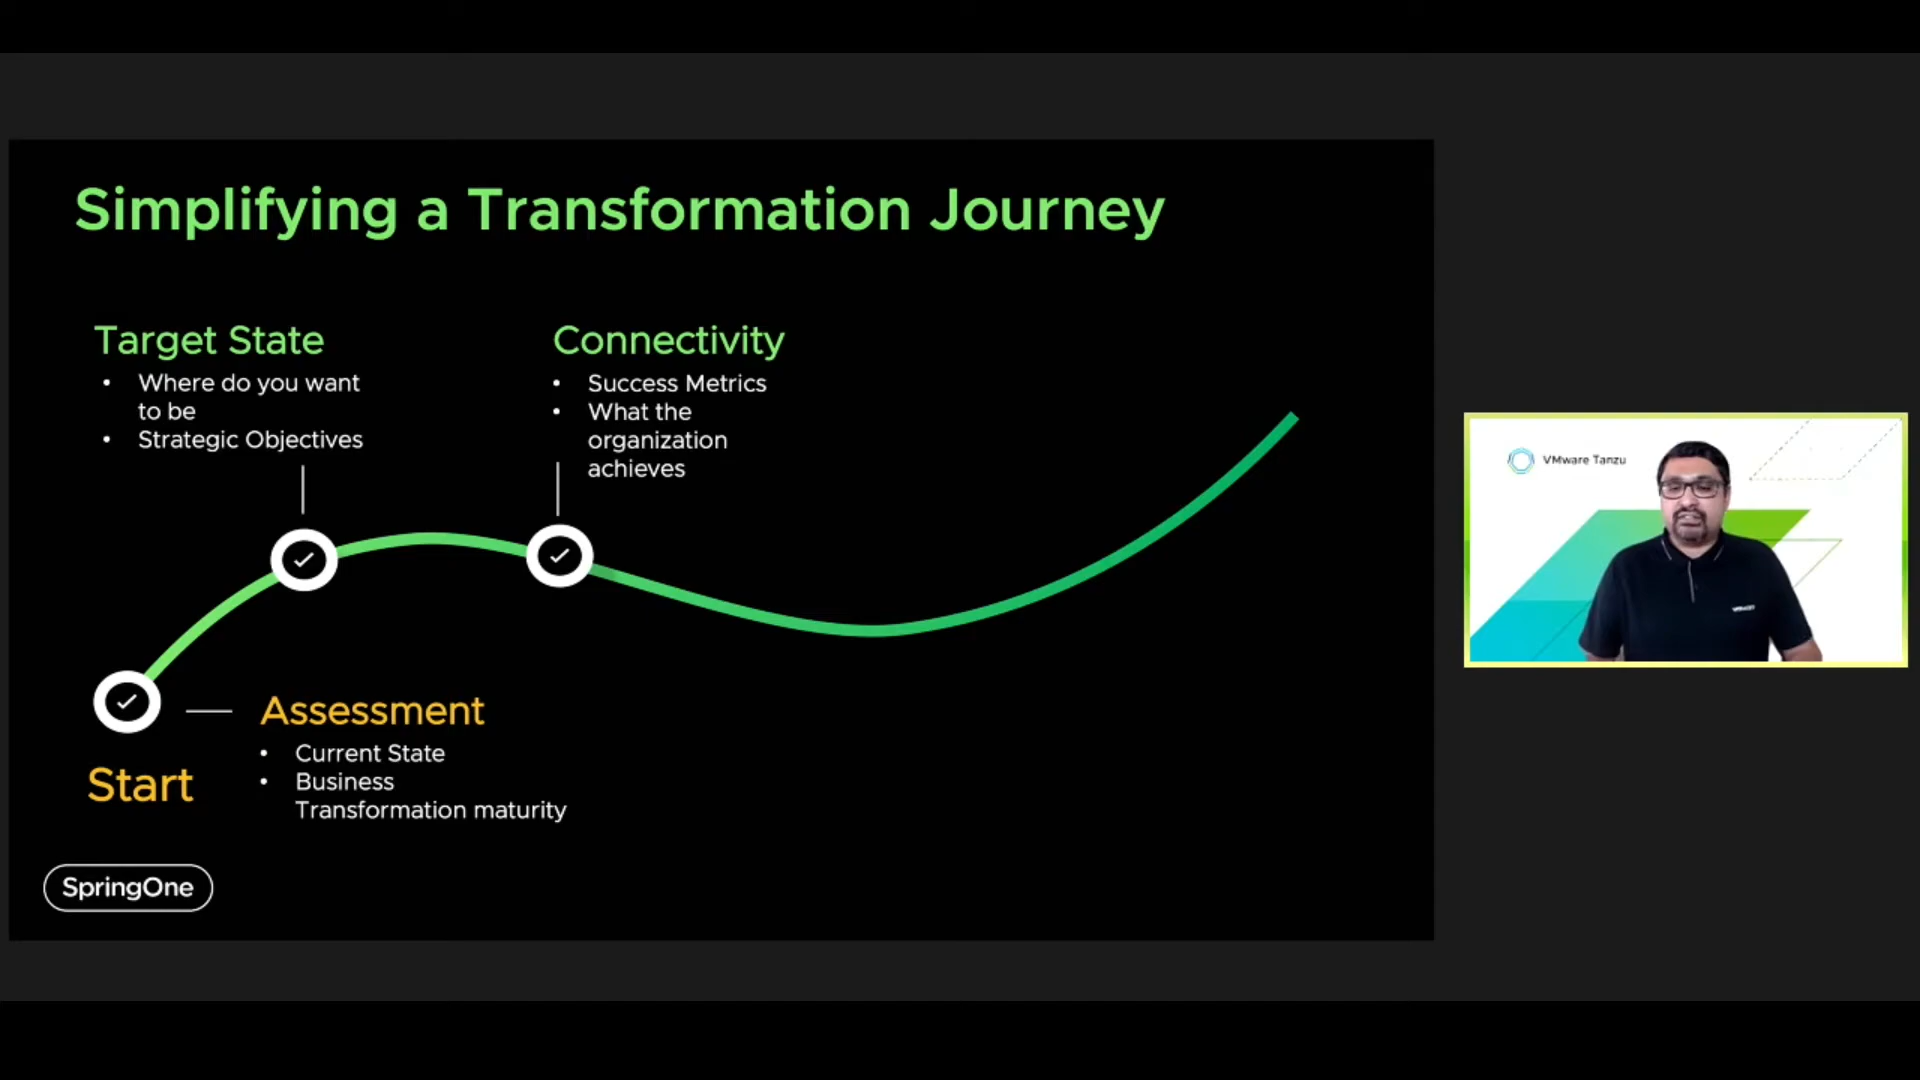 Simplifying a Transformation Journey
Target State
• Where do you want
to be
• Strategic Objectives
Connectivity
• Success Metrics
• What the
organization
achieves
Start
Assessment
• Current State
• Business
Transformation maturity
SpringOne
VMware Tanzu